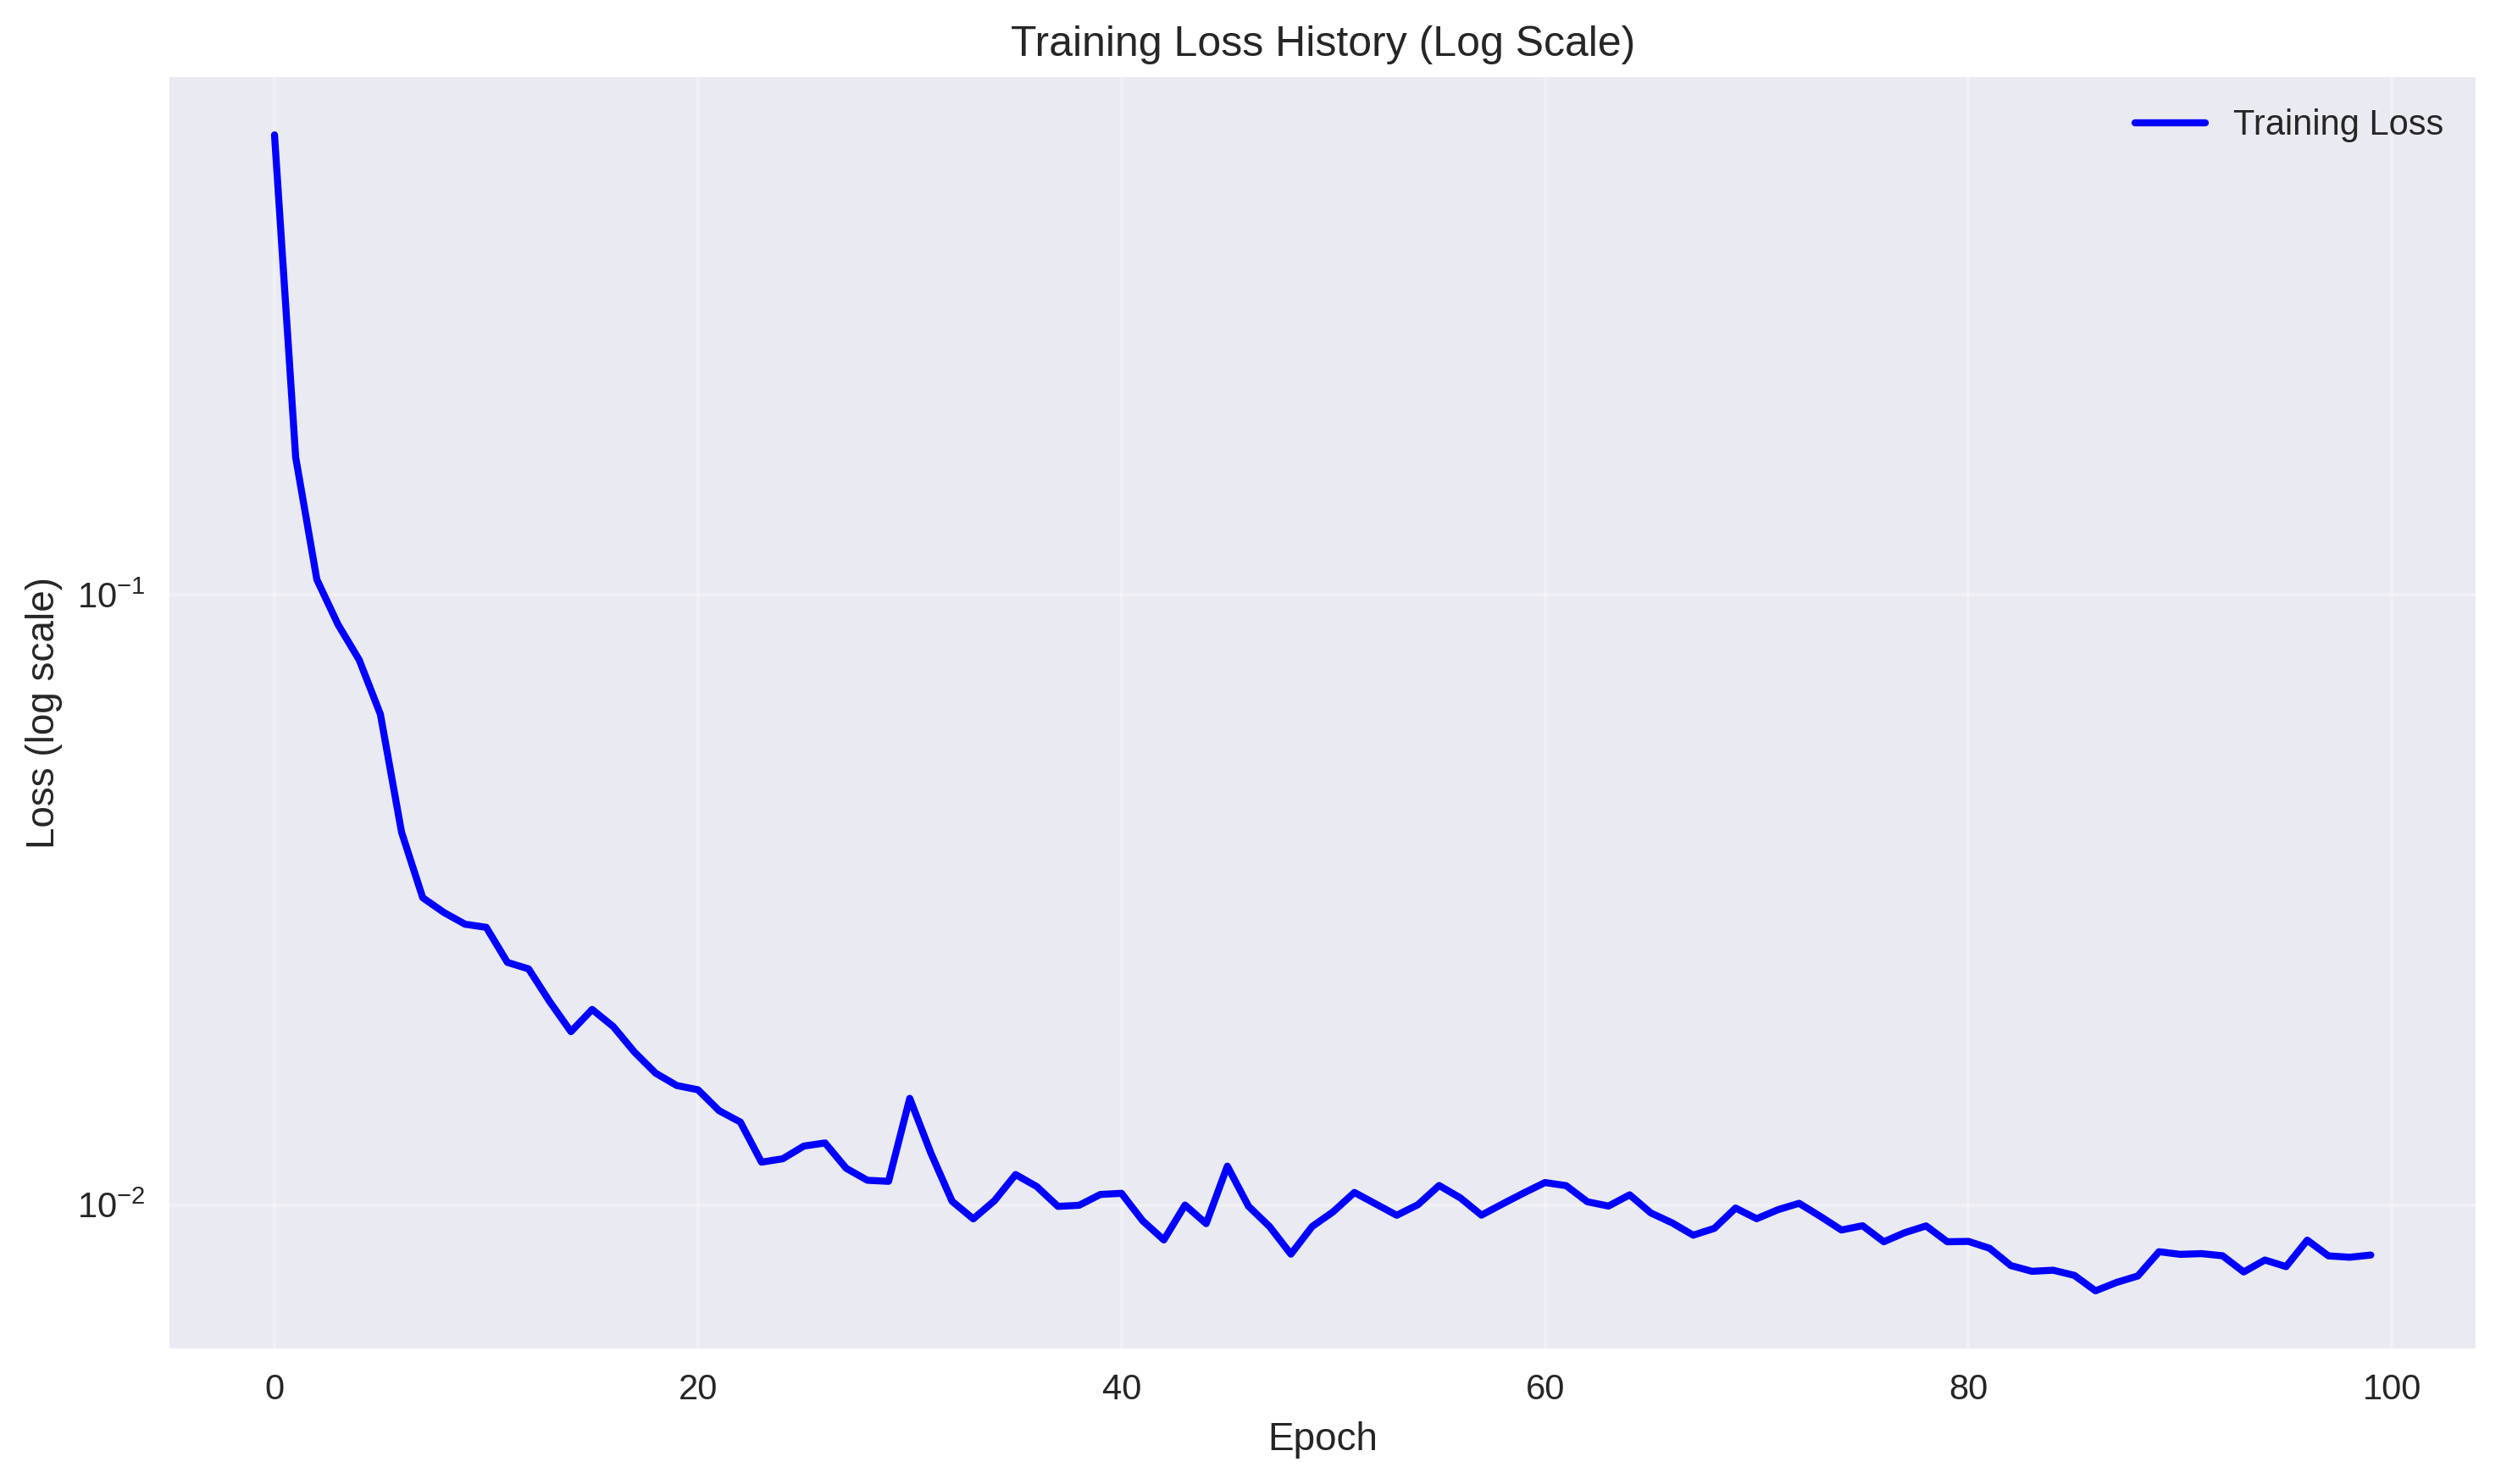 Training Loss History (Log Scale)
Training Loss
Loss (log scale)
10⁻¹
10⁻²
0 20 40 60 80 100
Epoch